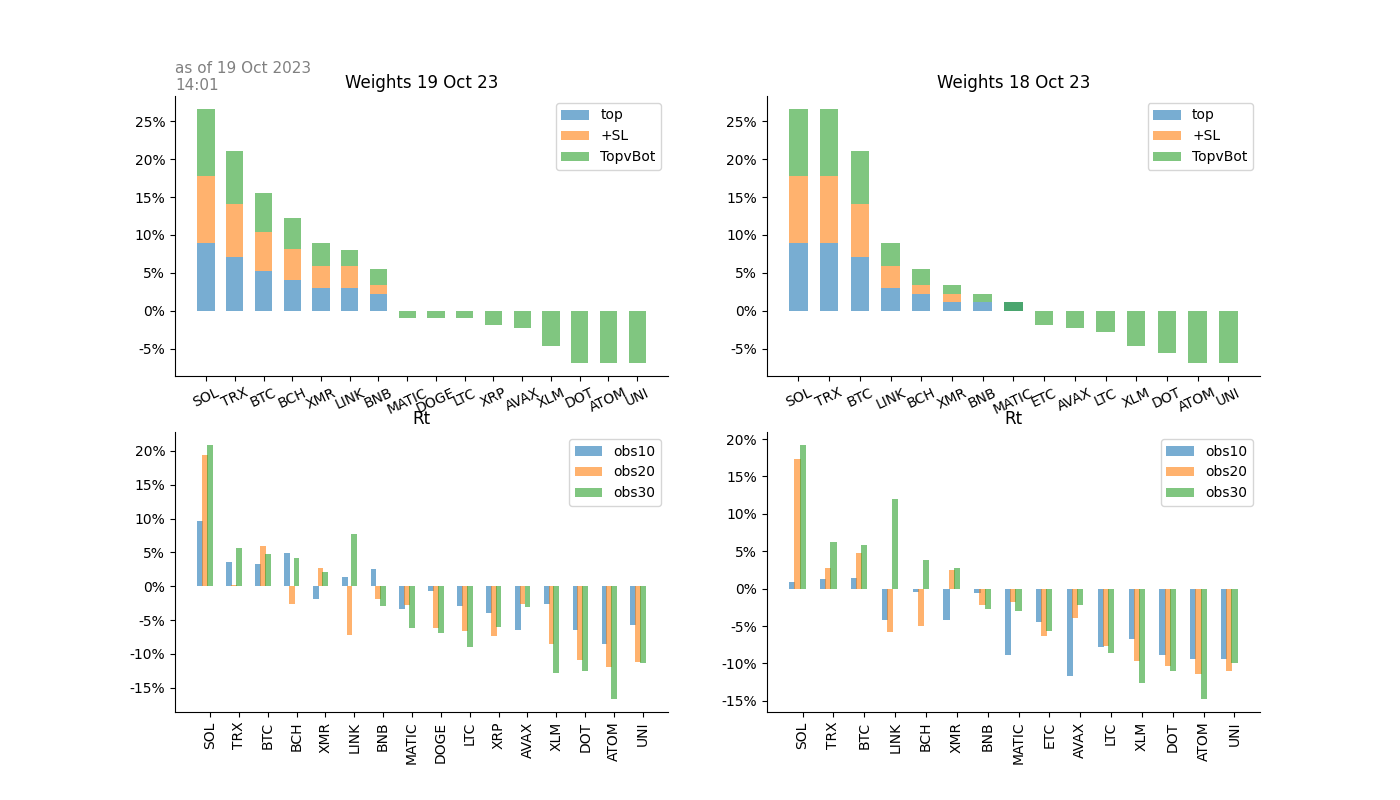 as of 19 Oct 2023
14:01
Weights 19 Oct 23
25%
20%
15%
10%
5%
0%
-5%
top
+SL
TopvBot
SOL TRX BTC BCH XMR LINK BNB MATIC DOGE LTC XRP AVAX XLM DOT ATOM UNI
Weights 18 Oct 23
25%
20%
15%
10%
5%
0%
-5%
top
+SL
TopvBot
SOL TRX BTC LINK BCH XMR BNB MATIC ETC AVAX LTC XLM DOT ATOM UNI
Rt
20%
15%
10%
5%
0%
-5%
-10%
-15%
obs10
obs20
obs30
SOL TRX BTC BCH XMR LINK BNB MATIC DOGE LTC XRP AVAX XLM DOT ATOM UNI
Rt
20%
15%
10%
5%
0%
-5%
-10%
-15%
obs10
obs20
obs30
SOL TRX BTC LINK BCH XMR BNB MATIC ETC AVAX LTC XLM DOT ATOM UNI